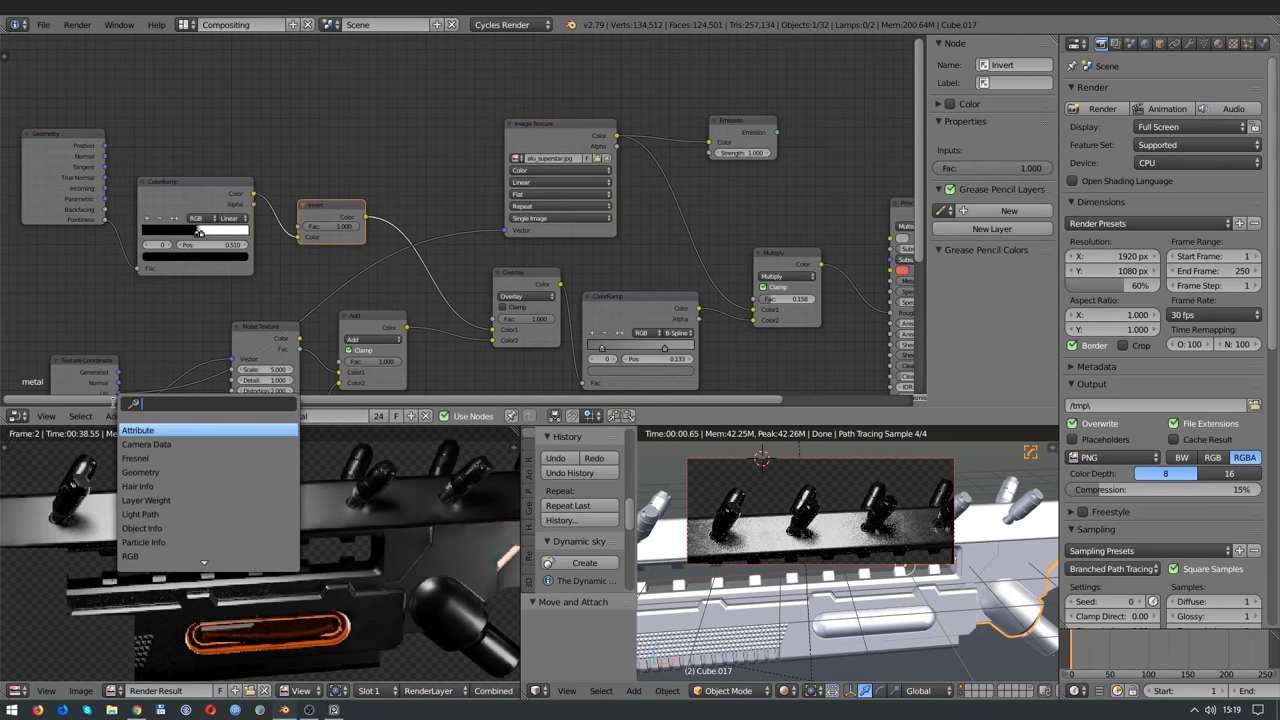 File Render Window Help Compositing Scene Cycles Render v2.79 | Verts:134,512 | Faces:124,501 | Tris:257,134 | Objects:1/32 | Lamps:0/2 | Mem:200.64M | Cube.017
Geometry
Position
Normal
Tangent
True Normal
Incoming
Parametric
Backfacing
Pointiness
ColorRamp
Color
Alpha
RGB Linear
0 Pos: 0.510
Fac
Invert
Color
Fac: 1.000
Color
Image Texture
Color
Alpha
alu_superstar.jpg F
Color
Linear
Flat
Repeat
Single Image
Vector
Emission
Emission
Color
Strength: 1.000
Overlay
Color
Overlay
Clamp
Fac: 1.000
Color1
Color2
ColorRamp
Color
Alpha
RGB B-Spline
0 Pos: 0.133
Fac
Multiply
Color
Multiply
Clamp
Fac: 0.158
Color1
Color2
Noise Texture
Color
Fac
Vector
Scale: 5.000
Detail: 1.000
Distortion:2.000
Add
Color
Add
Clamp
Fac: 1.000
Color1
Color2
Texture Coordinate
Generated
Normal
metal
Node
Name: Invert
Label:
Color
Properties
Inputs:
Fac: 1.000
Grease Pencil Layers
New
New Layer
Grease Pencil Colors
Scene
Render
Render Animation Audio
Display: Full Screen
Feature Set: Supported
Device: CPU
Open Shading Language
Dimensions
Render Presets
Resolution: Frame Range:
X: 1920 px Start Frame: 1
Y: 1080 px End Frame: 250
60% Frame Step: 1
Aspect Ratio: Frame Rate:
X: 1.000 30 fps
Y: 1.000 Time Remapping:
Border Crop O: 100 N: 100
Metadata
Output
/tmp\
Overwrite File Extensions
Placeholders Cache Result
PNG BW RGB RGBA
Color Depth: 8 16
Compression: 15%
Freestyle
Sampling
Sampling Presets
Branched Path Tracing Square Samples
Settings: Samples:
Seed: 0 Diffuse: 1
Clamp Direct: 0.00 Glossy: 1
View Select 24 F Use Nodes
Attribute
Camera Data
Fresnel
Geometry
Hair Info
Layer Weight
Light Path
Object Info
Particle Info
RGB
Frame:2 | Time:00:38.55 | Mem
History
Undo Redo
Undo History
Repeat:
Repeat Last
History...
Dynamic sky
Create
The Dynamic
Move and Attach
Time:00:00.65 | Mem:42.25M, Peak:42.26M | Done | Path Tracing Sample 4/4
(2) Cube.017
View Image Render Result F View Slot 1 RenderLayer Combined
View Select Add Object Object Mode Global
Start: 1
15:19